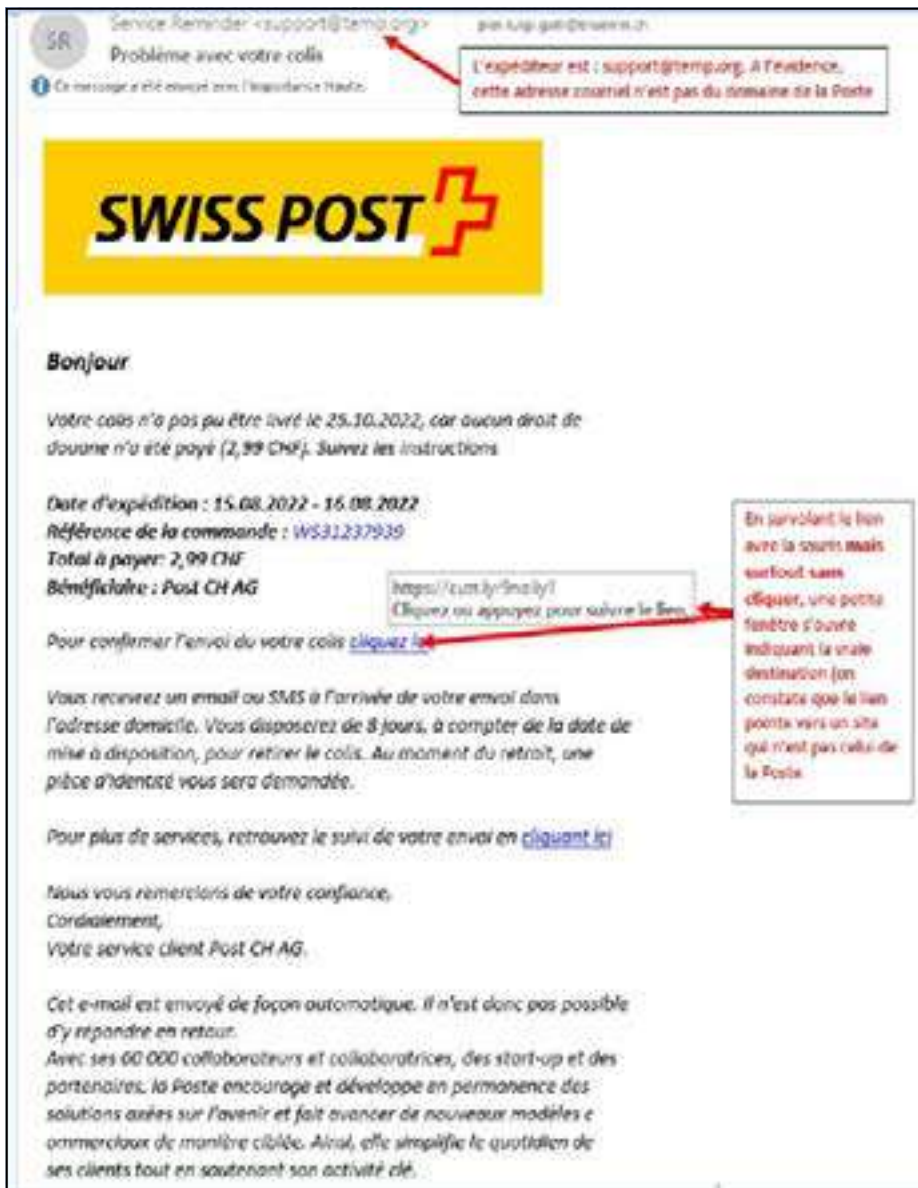 SR
Service Reminder <support@temp.org>
Problème avec votre colis
Ce message a été envoyé avec l'importance Haute.
L'expéditeur est : support@temp.org. A l'évidence,
cette adresse courriel n'est pas du domaine de la Poste
SWISS POST
Bonjour
Votre colis n'a pas pu être livré le 25.10.2022, car aucun droit de
douane n'a été payé (2,99 CHF). Suivez les instructions
Date d'expédition : 15.08.2022 - 16.08.2022
Référence de la commande : WS31237939
Total à payer: 2,99 CHF
Bénéficiaire : Post CH AG
Cliquez ou appuyez pour suivre le lien.
Pour confirmer l'envoi du votre colis cliquez
En survolant le lien
avec la souris mais
surtout sans
cliquer, une petite
fenêtre s'ouvre
indiquant la vraie
destination (on
constate que le lien
pointe vers un site
qui n'est pas celui de
la Poste
Vous recevrez un email ou SMS à l'arrivée de votre envoi dans
l'adresse domicile. Vous disposerez de 8 jours, à compter de la date de
mise à disposition, pour retirer le colis. Au moment du retrait, une
pièce d'identité vous sera demandée.
Pour plus de services, retrouvez le suivi de votre envoi en cliquant ici
Nous vous remercions de votre confiance,
Cordialement,
Votre service client Post CH AG.
Cet e-mail est envoyé de façon automatique. Il n'est donc pas possible
d'y répondre en retour.
Avec ses 60 000 collaborateurs et collaboratrices, des start-up et des
partenaires, la Poste encourage et développe en permanence des
solutions axées sur l'avenir et fait avancer de nouveaux modèles c
ommerciaux de manière ciblée. Ainsi, elle simplifie le quotidien de
ses clients tout en soutenant son activité clé.